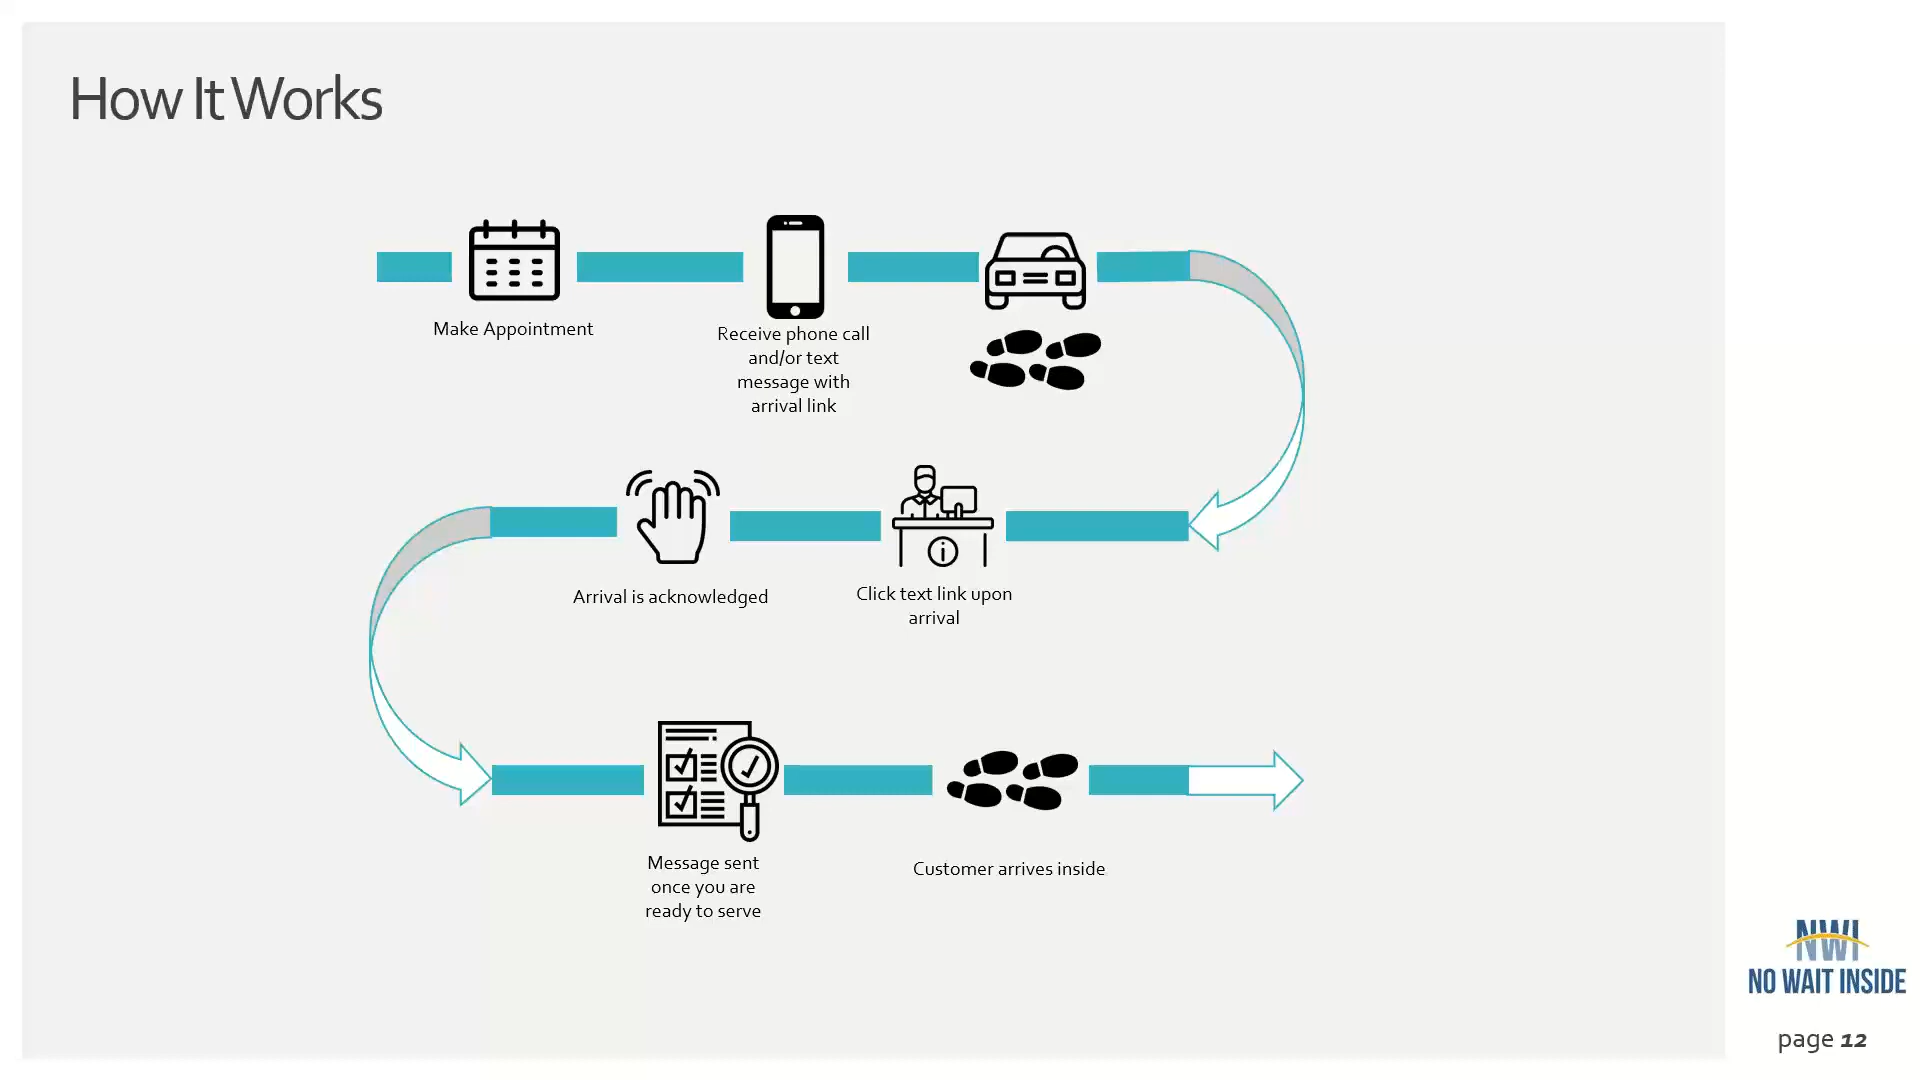 How It Works
Make Appointment
Receive phone call
and/or text
message with
arrival link
Arrival is acknowledged
Click text link upon
arrival
Message sent
once you are
ready to serve
Customer arrives inside
NWI
NO WAIT INSIDE
page 12